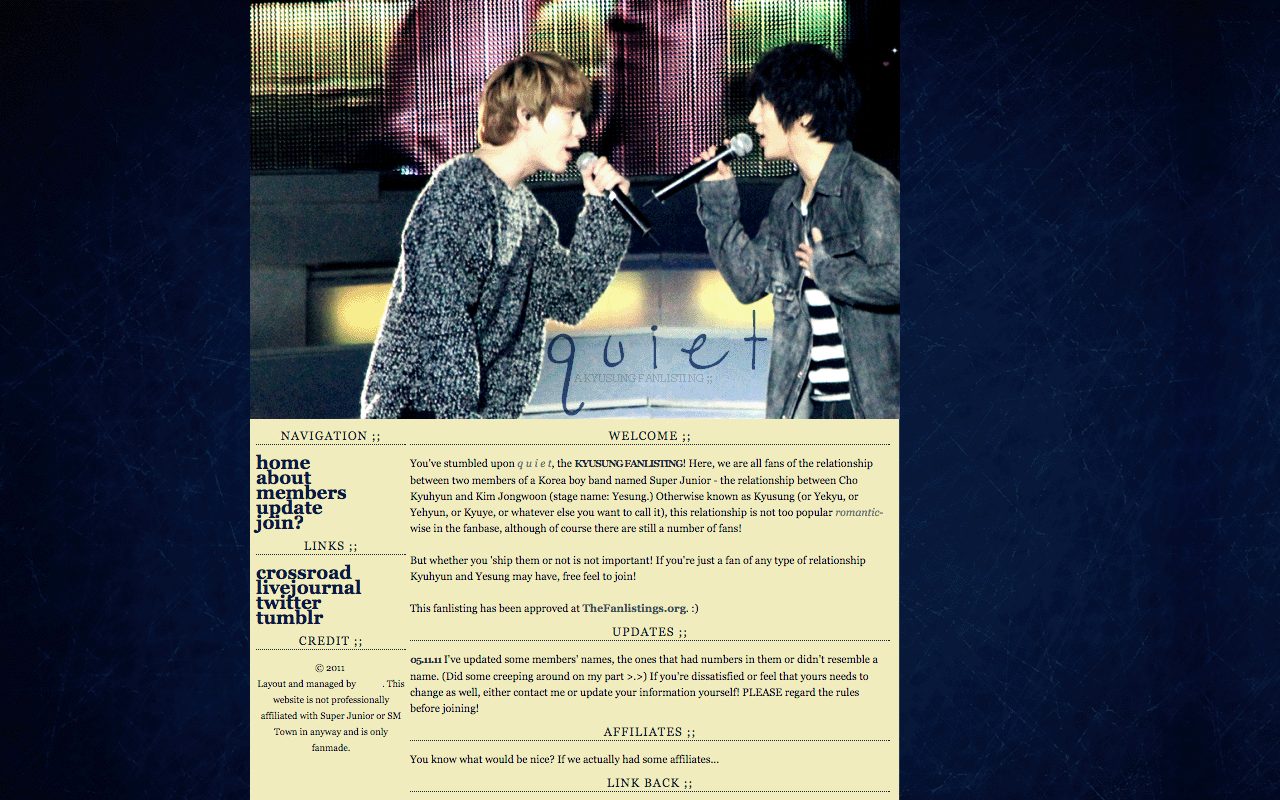 quiet
A KYUSUNG FANLISTING ;;
NAVIGATION ;;
home
about
members
update
join?
LINKS ;;
crossroad
livejournal
twitter
tumblr
CREDIT ;;
© 2011
Layout and managed by . This
website is not professionally
affiliated with Super Junior or SM
Town in anyway and is only
fanmade.
WELCOME ;;
You've stumbled upon q u i e t, the KYUSUNG FANLISTING! Here, we are all fans of the relationship
between two members of a Korea boy band named Super Junior - the relationship between Cho
Kyuhyun and Kim Jongwoon (stage name: Yesung.) Otherwise known as Kyusung (or Yekyu, or
Yehyun, or Kyuye, or whatever else you want to call it), this relationship is not too popular romantic-
wise in the fanbase, although of course there are still a number of fans!
But whether you 'ship them or not is not important! If you're just a fan of any type of relationship
Kyuhyun and Yesung may have, free feel to join!
This fanlisting has been approved at TheFanlistings.org. :)
UPDATES ;;
05.11.11 I've updated some members' names, the ones that had numbers in them or didn't resemble a
name. (Did some creeping around on my part >.>) If you're dissatisfied or feel that yours needs to
change as well, either contact me or update your information yourself! PLEASE regard the rules
before joining!
AFFILIATES ;;
You know what would be nice? If we actually had some affiliates...
LINK BACK ;;